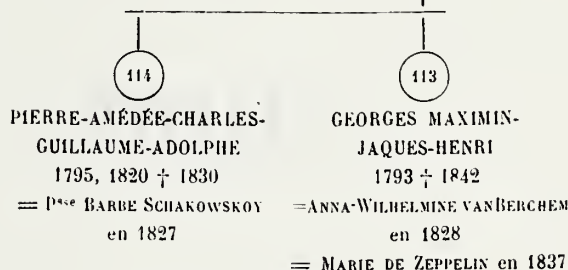 114
PIERRE-AMÉDÉE-CHARLES-
GUILLAUME-ADOLPHE
1795, 1820 † 1830
= Psse BARBE SCHAKOWSKOY
en 1827
113
GEORGES MAXIMIN-
JAQUES-HENRI
1793 † 1842
=ANNA-WILHELMINE VAN BERCHEM
en 1828
= MARIE DE ZEPPELIN en 1837